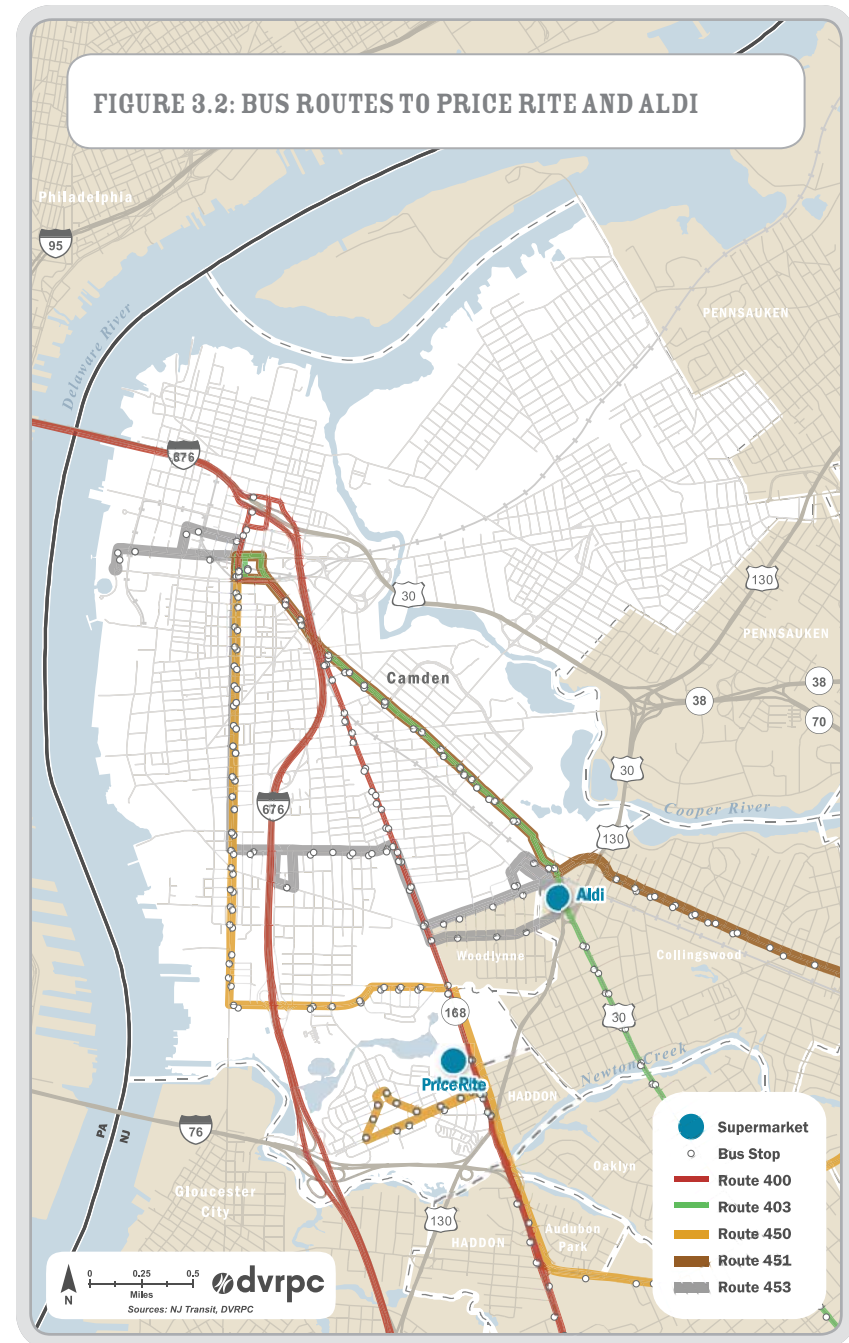 FIGURE 3.2: BUS ROUTES TO PRICE RITE AND ALDI
Philadelphia
95
Delaware River
PENNSAUKEN
676
30
130
PENNSAUKEN
Camden
38
38
70
30
Cooper River
676
130
Aldi
Woodlynne
Collingswood
168
30
Newton Creek
Price Rite
HADDON
PA
NJ
76
Oaklyn
Gloucester
City
130
HADDON
Audubon
Park
Supermarket
Bus Stop
Route 400
Route 403
Route 450
Route 451
Route 453
N
0 0.25 0.5
Miles
dvrpc
Sources: NJ Transit, DVRPC